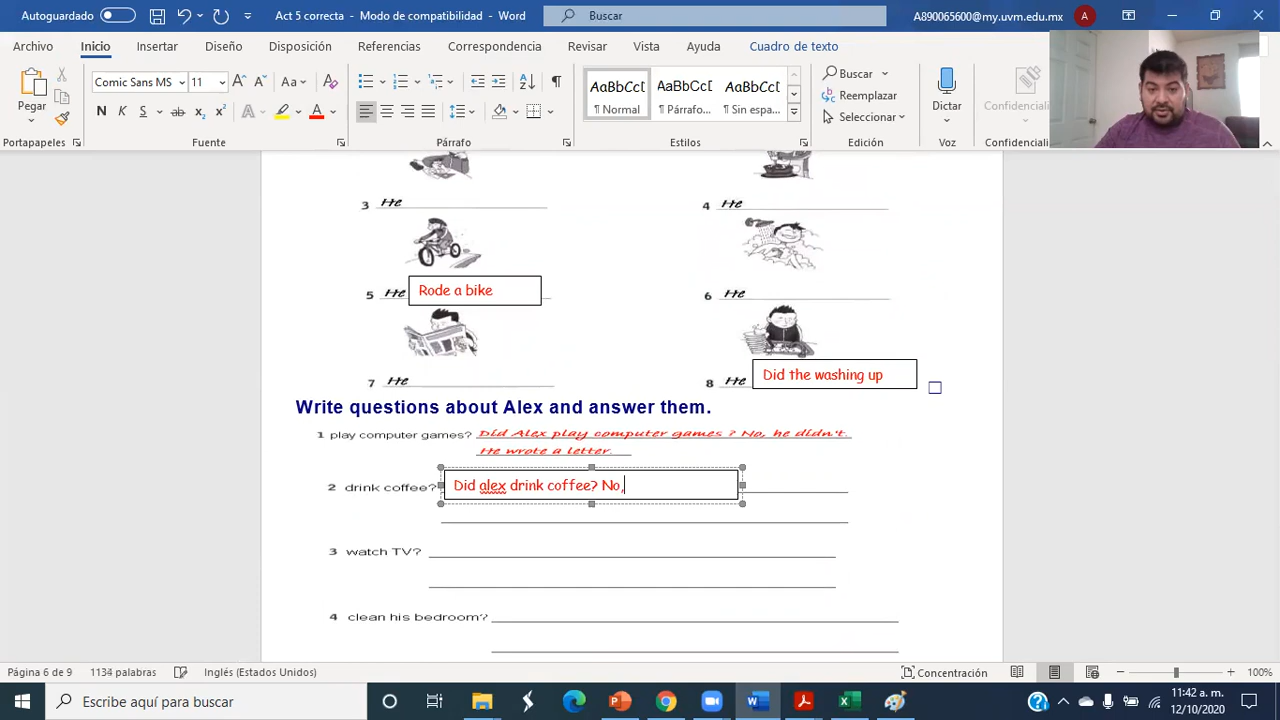 Autoguardado
Act 5 correcta - Modo de compatibilidad - Word
Buscar
A890065600@my.uvm.edu.mx
A
Archivo Inicio Insertar Diseño Disposición Referencias Correspondencia Revisar Vista Ayuda Cuadro de texto
Pegar
Comic Sans MS 11
Aa
N K S ab x₂ x²
AaBbCcI AaBbCcD AaBbCcI
¶ Normal ¶ Párrafo... ¶ Sin espa...
Buscar
Reemplazar
Seleccionar
Dictar
Confidencialidad
Portapapeles Fuente Párrafo Estilos Edición Voz Confidenciali
3 He
4 He
5 He Rode a bike
6 He
7 He
8 He Did the washing up
Write questions about Alex and answer them.
1 play computer games? Did Alex play computer games ? No, he didn't.
He wrote a letter.
2 drink coffee? Did alex drink coffee? No,
3 watch TV?
4 clean his bedroom?
Página 6 de 9 1134 palabras Inglés (Estados Unidos) Concentración 100%
Escribe aquí para buscar
11:42 a. m.
12/10/2020